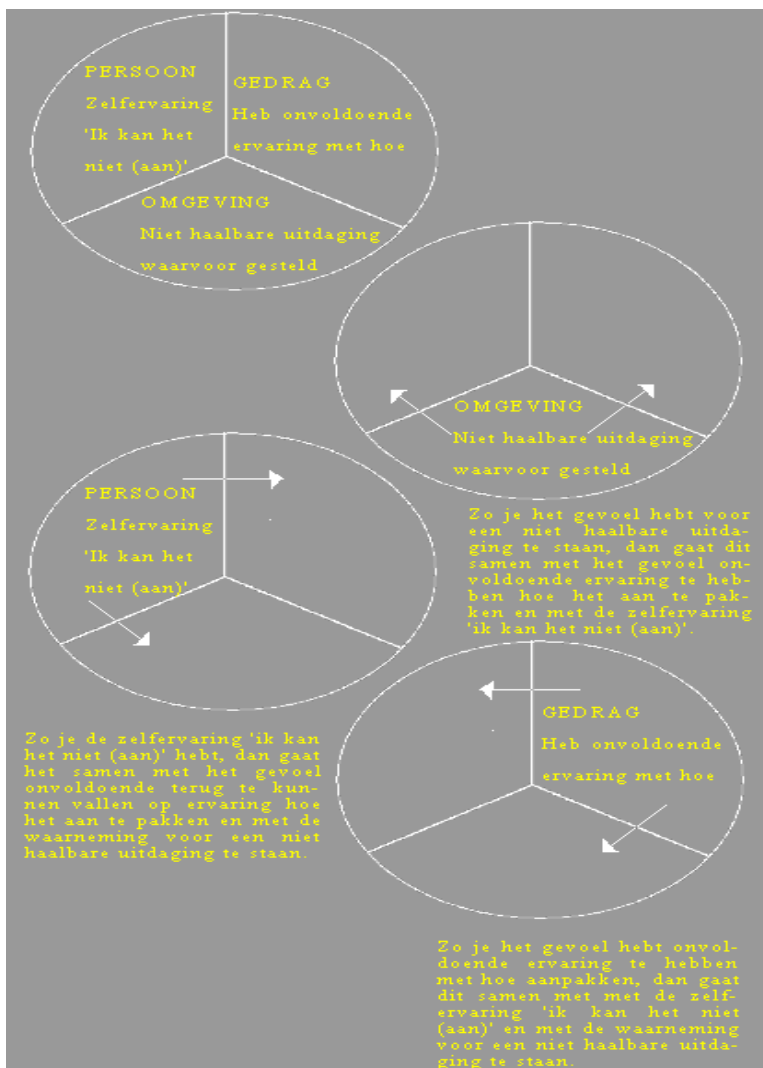 PERSOON
Zelfervaring
'Ik kan het
niet (aan)'
GEDRAG
Heb onvoldoende
ervaring met hoe
OMGEVING
Niet haalbare uitdaging
waarvoor gesteld
OMGEVING
Niet haalbare uitdaging
waarvoor gesteld
Zo je het gevoel hebt voor
een niet haalbare uitda-
ging te staan, dan gaat dit
samen met het gevoel on-
voldoende ervaring te heb-
ben hoe het aan te pak-
ken en met de zelfervaring
'ik kan het niet (aan)'.
PERSOON
Zelfervaring
'Ik kan het
niet (aan)'
Zo je de zelfervaring 'ik kan
het niet (aan)' hebt, dan gaat
het samen met het gevoel
onvoldoende terug te kun-
nen vallen op ervaring hoe
het aan te pakken en met de
waarneming voor een niet
haalbare uitdaging te staan.
GEDRAG
Heb onvoldoende
ervaring met hoe
Zo je het gevoel hebt onvol-
doende ervaring te hebben
met hoe aanpakken, dan gaat
dit samen met met de zelf-
ervaring 'ik kan het niet
(aan)' en met de waarneming
voor een niet haalbare uitda-
ging te staan.